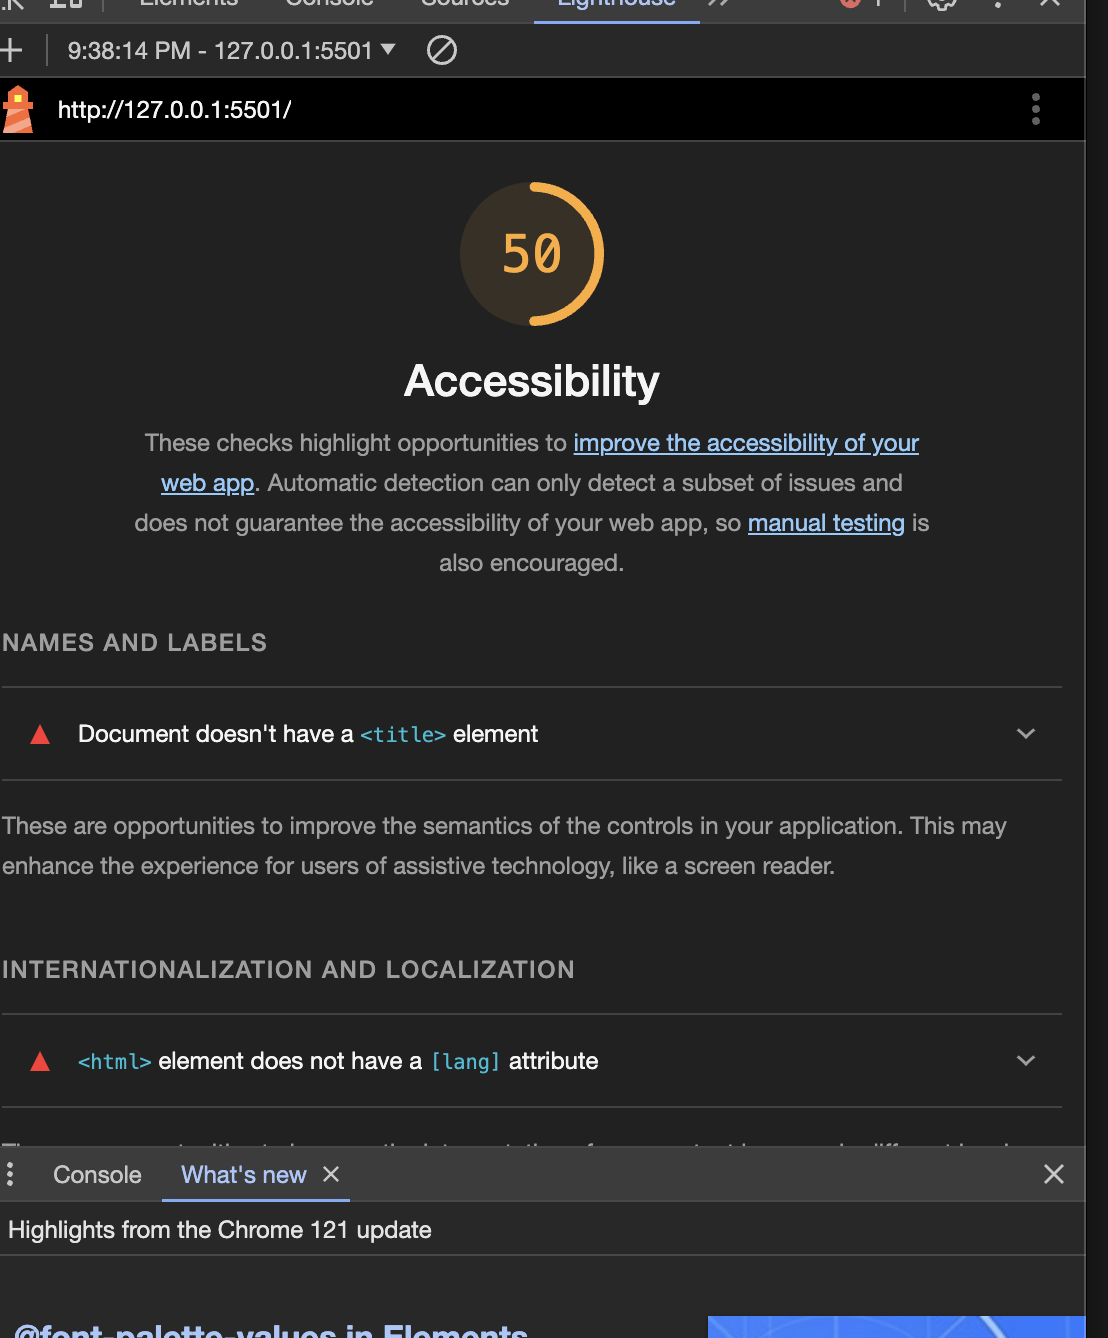 Elements Console Sources Lighthouse 1
9:38:14 PM - 127.0.0.1:5501
http://127.0.0.1:5501/
50
Accessibility
These checks highlight opportunities to improve the accessibility of your
web app. Automatic detection can only detect a subset of issues and
does not guarantee the accessibility of your web app, so manual testing is
also encouraged.
NAMES AND LABELS
Document doesn't have a <title> element
These are opportunities to improve the semantics of the controls in your application. This may
enhance the experience for users of assistive technology, like a screen reader.
INTERNATIONALIZATION AND LOCALIZATION
<html> element does not have a [lang] attribute
Console What's new
Highlights from the Chrome 121 update
@font-palette-values in Elements